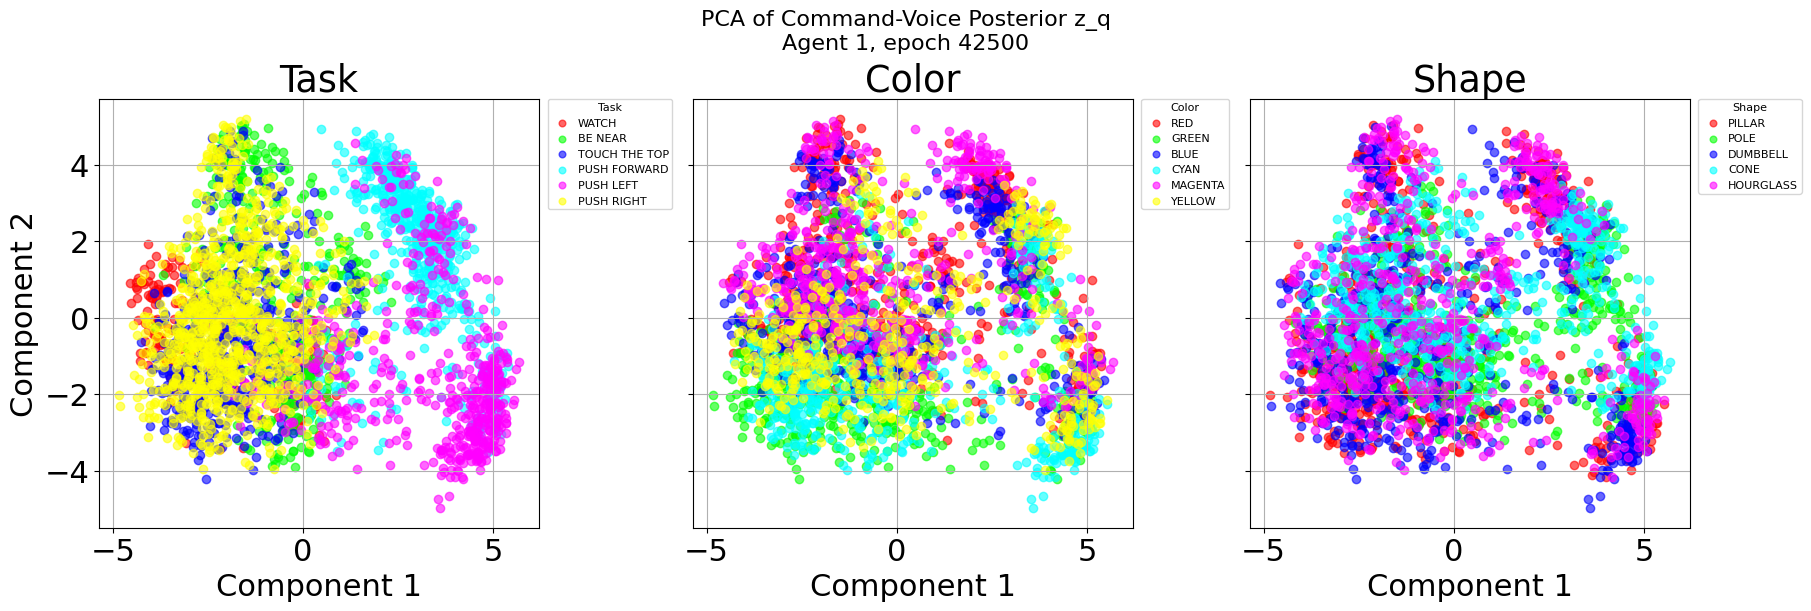 PCA of Command-Voice Posterior z_q
Agent 1, epoch 42500
Task
Component 2
4
2
0
−2
−4
−5
0
5
Component 1
Task
WATCH
BE NEAR
TOUCH THE TOP
PUSH FORWARD
PUSH LEFT
PUSH RIGHT
Color
−5
0
5
Component 1
Color
RED
GREEN
BLUE
CYAN
MAGENTA
YELLOW
Shape
−5
0
5
Component 1
Shape
PILLAR
POLE
DUMBBELL
CONE
HOURGLASS